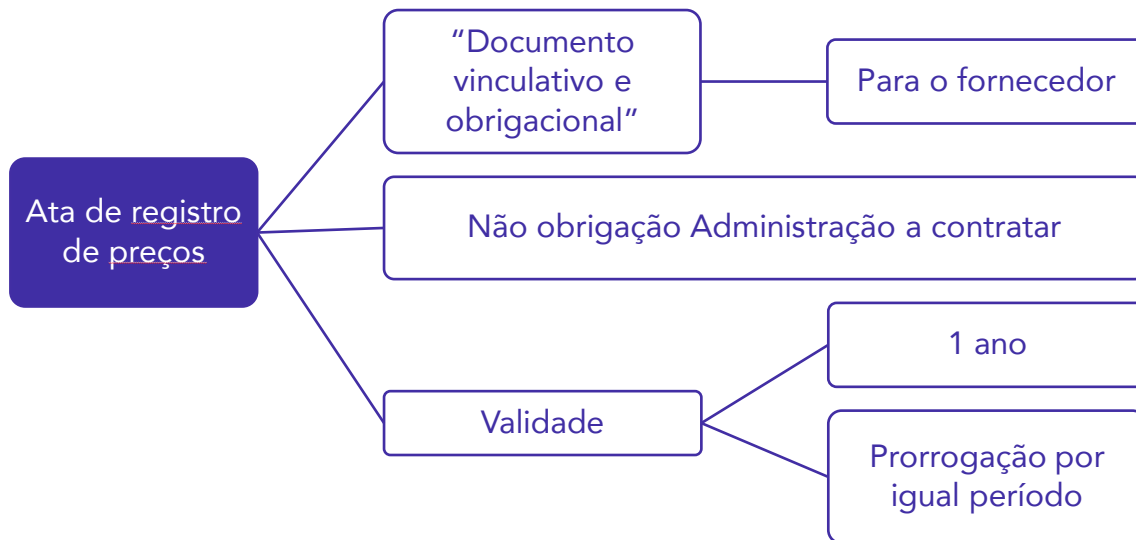 Ata de registro
de preços
“Documento
vinculativo e
obrigacional”
Para o fornecedor
Não obrigação Administração a contratar
Validade
1 ano
Prorrogação por
igual período